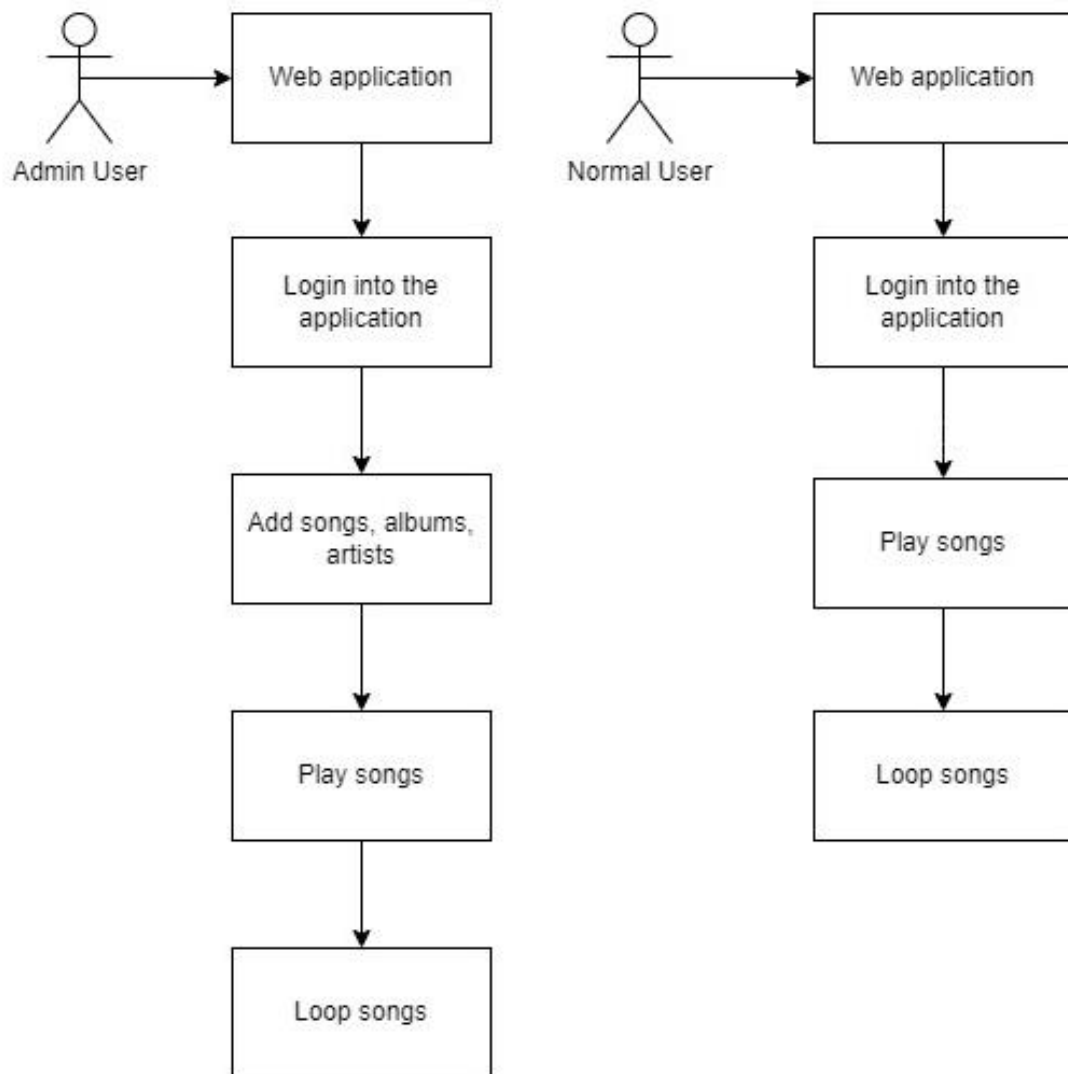 Web application
Admin User
Login into the
application
Add songs, albums,
artists
Play songs
Loop songs
Web application
Normal User
Login into the
application
Play songs
Loop songs